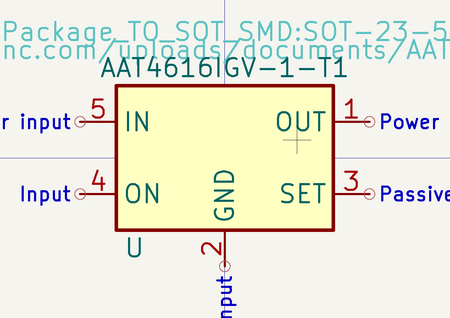 Package_TO_SOT_SMD:SOT-23-5
nc.com/uploads/documents/AAT
AAT4616IGV-1-T1
r input 5 IN OUT 1 Power
Input 4 ON GND SET 3 Passive
U 2
nput